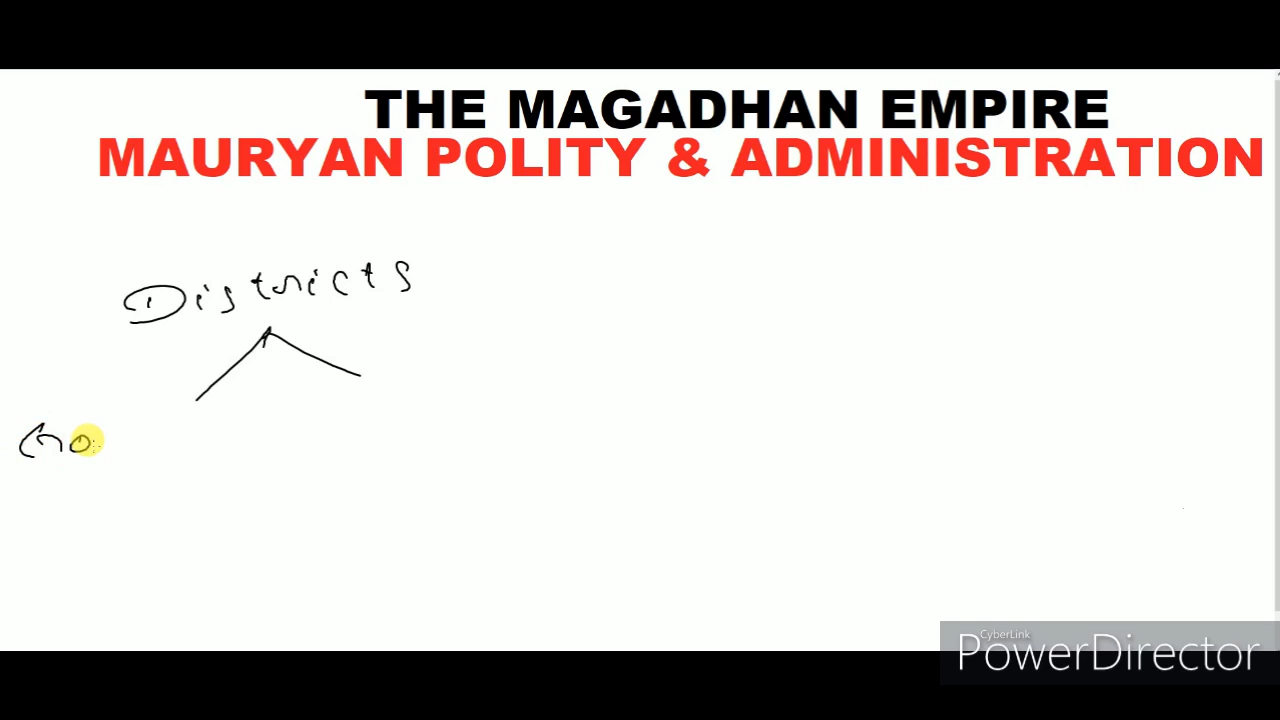 THE MAGADHAN EMPIRE
MAURYAN POLITY & ADMINISTRATION
Districts
CyberLink
PowerDirector